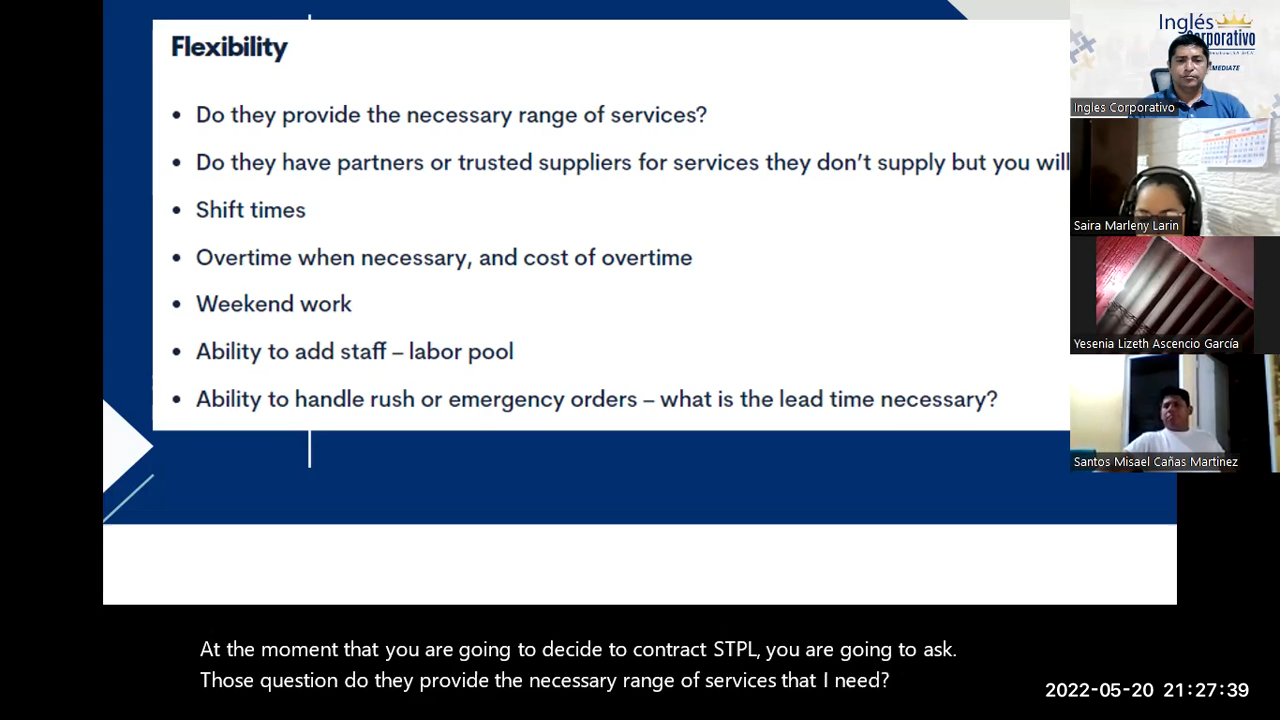 Flexibility
• Do they provide the necessary range of services?
• Do they have partners or trusted suppliers for services they don’t supply but you will
• Shift times
• Overtime when necessary, and cost of overtime
• Weekend work
• Ability to add staff – labor pool
• Ability to handle rush or emergency orders – what is the lead time necessary?
Inglés
Corporativo
Ingles Corporativo
Saira Marleny Larin
Yesenia Lizeth Ascencio García
Santos Misael Cañas Martinez
At the moment that you are going to decide to contract STPL, you are going to ask.
Those question do they provide the necessary range of services that I need?
2022-05-20 21:27:39